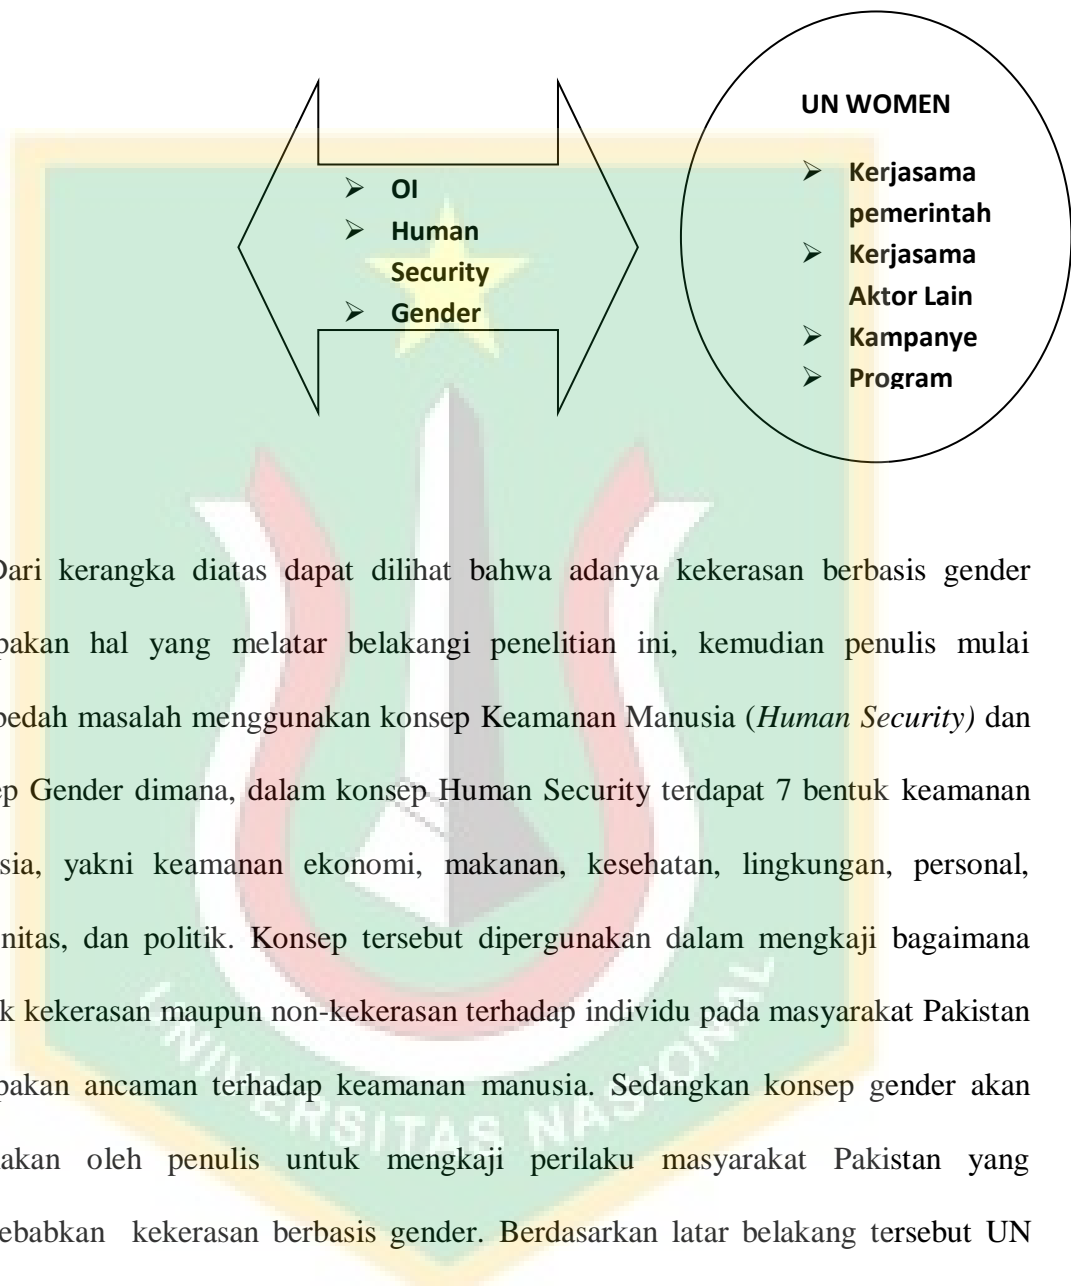 UN WOMEN
➢ Kerjasama
pemerintah
➢ Kerjasama
Aktor Lain
➢ Kampanye
➢ Program
➢ OI
➢ Human
Security
➢ Gender
Dari kerangka diatas dapat dilihat bahwa adanya kekerasan berbasis gender
pakan hal yang melatar belakangi penelitian ini, kemudian penulis mulai
bedah masalah menggunakan konsep Keamanan Manusia (Human Security) dan
ep Gender dimana, dalam konsep Human Security terdapat 7 bentuk keamanan
sia, yakni keamanan ekonomi, makanan, kesehatan, lingkungan, personal,
nitas, dan politik. Konsep tersebut dipergunakan dalam mengkaji bagaimana
k kekerasan maupun non-kekerasan terhadap individu pada masyarakat Pakistan
pakan ancaman terhadap keamanan manusia. Sedangkan konsep gender akan
akan oleh penulis untuk mengkaji perilaku masyarakat Pakistan yang
ebabkan kekerasan berbasis gender. Berdasarkan latar belakang tersebut UN
UNIVERSITAS NASIONAL